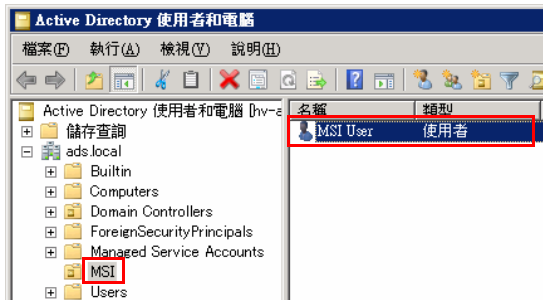 Active Directory 使用者和電腦
檔案(F) 執行(A) 檢視(V) 說明(H)
Active Directory 使用者和電腦 [hv-a
儲存查詢
ads.local
Builtin
Computers
Domain Controllers
ForeignSecurityPrincipals
Managed Service Accounts
MSI
Users
名稱 類型
MSI User 使用者